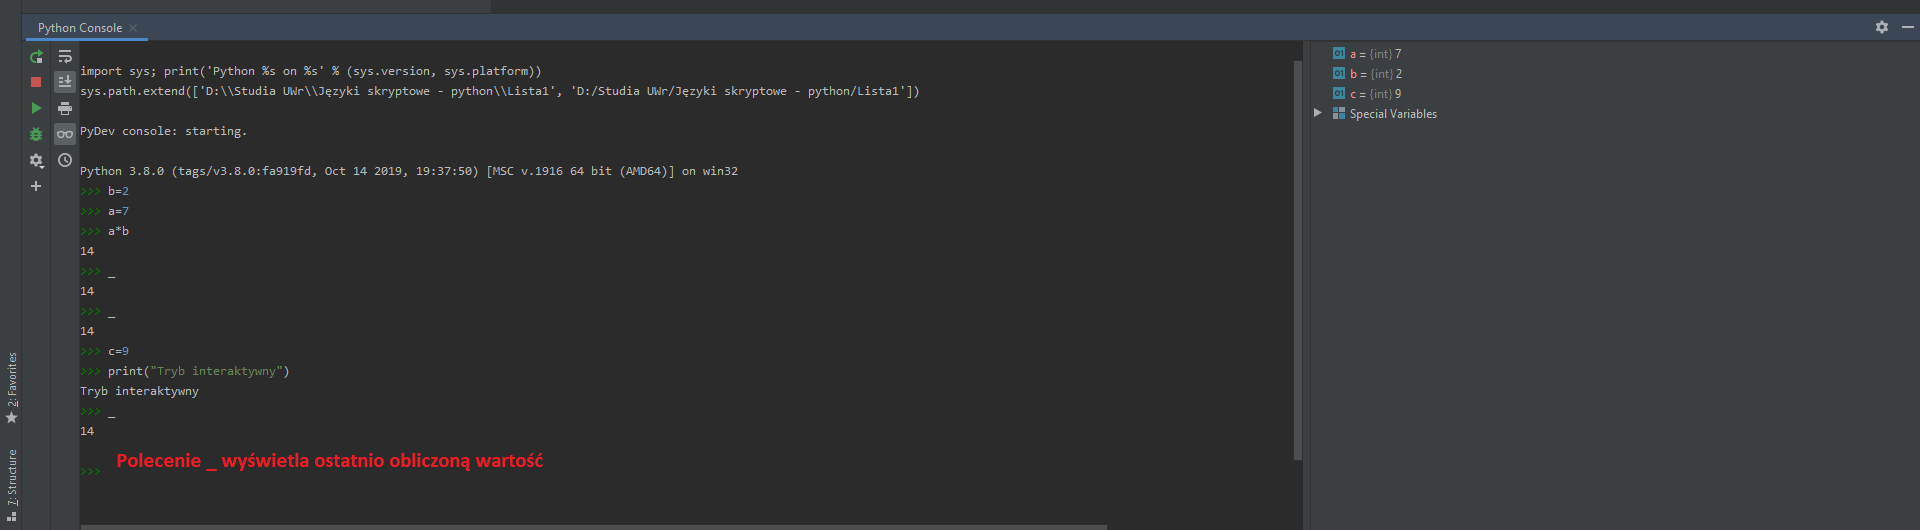 Python Console
import sys; print('Python %s on %s' % (sys.version, sys.platform))
sys.path.extend(['D:\\Studia UWr\\Języki skryptowe - python\\Lista1', 'D:/Studia UWr/Języki skryptowe - python/Lista1'])
PyDev console: starting.
Python 3.8.0 (tags/v3.8.0:fa919fd, Oct 14 2019, 19:37:50) [MSC v.1916 64 bit (AMD64)] on win32
>>> b=2
>>> a=7
>>> a*b
14
>>> _
14
>>> _
14
>>> c=9
>>> print("Tryb interaktywny")
Tryb interaktywny
>>> _
14
Polecenie _ wyświetla ostatnio obliczoną wartość
>>>
01 a = {int} 7
01 b = {int} 2
01 c = {int} 9
Special Variables
2: Favorites
7: Structure